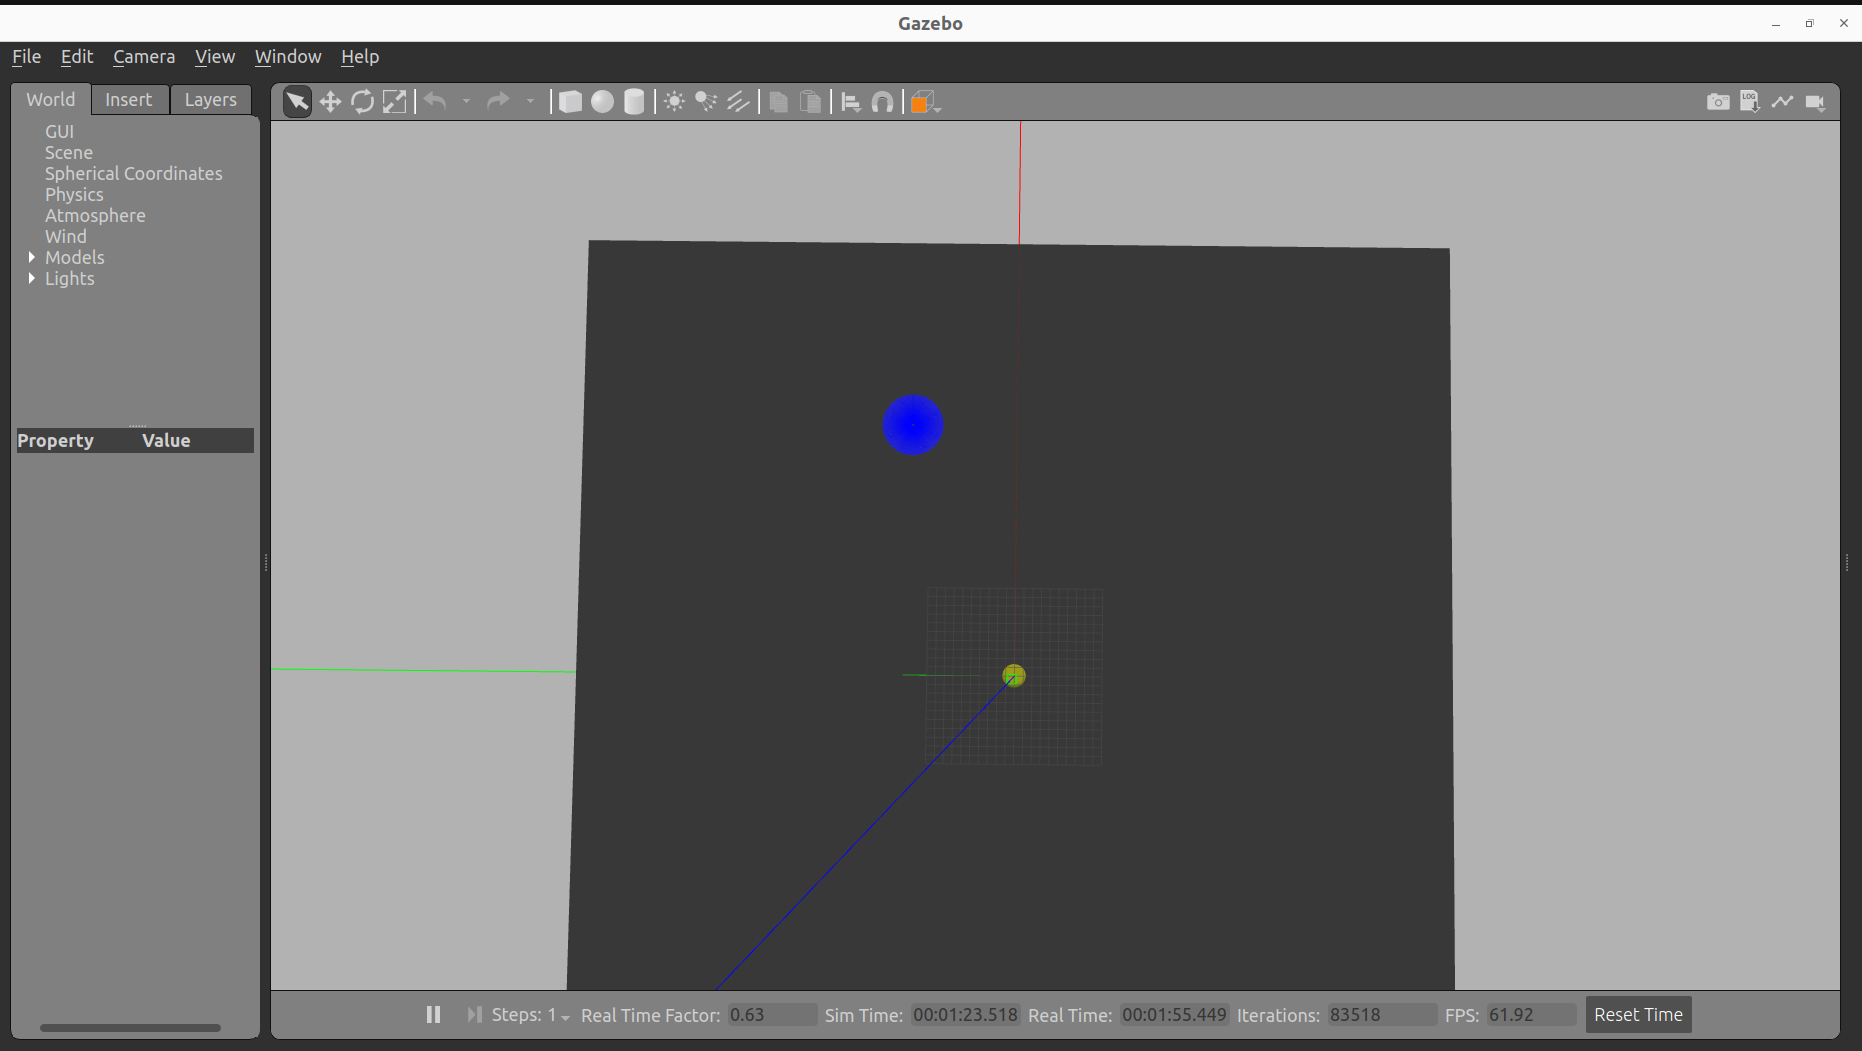 Gazebo
File Edit Camera View Window Help
World Insert Layers
GUI
Scene
Spherical Coordinates
Physics
Atmosphere
Wind
Models
Lights
Property Value
LOG
Steps: 1 Real Time Factor: 0.63 Sim Time: 00:01:23.518 Real Time: 00:01:55.449 Iterations: 83518 FPS: 61.92 Reset Time